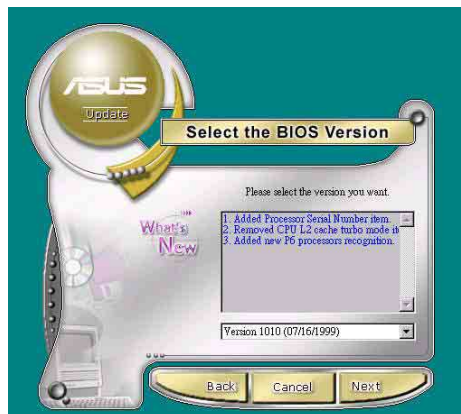 ASUS
Update
Select the BIOS Version
Please select the version you want.
What's
New
1. Added Processor Serial Number item.
2. Removed CPU L2 cache turbo mode it
3. Added new P6 processors recognition.
Version 1010 (07/16/1999)
Back
Cancel
Next